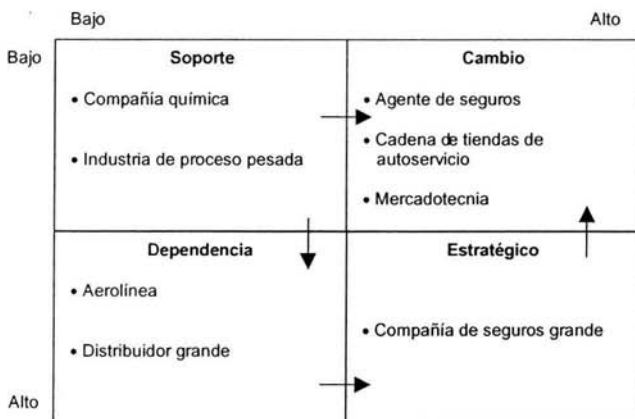 Bajo Alto
Bajo
Soporte
• Compañía química
• Industria de proceso pesada
Cambio
• Agente de seguros
• Cadena de tiendas de
autoservicio
• Mercadotecnia
Dependencia
• Aerolínea
• Distribuidor grande
Estratégico
• Compañía de seguros grande
Alto